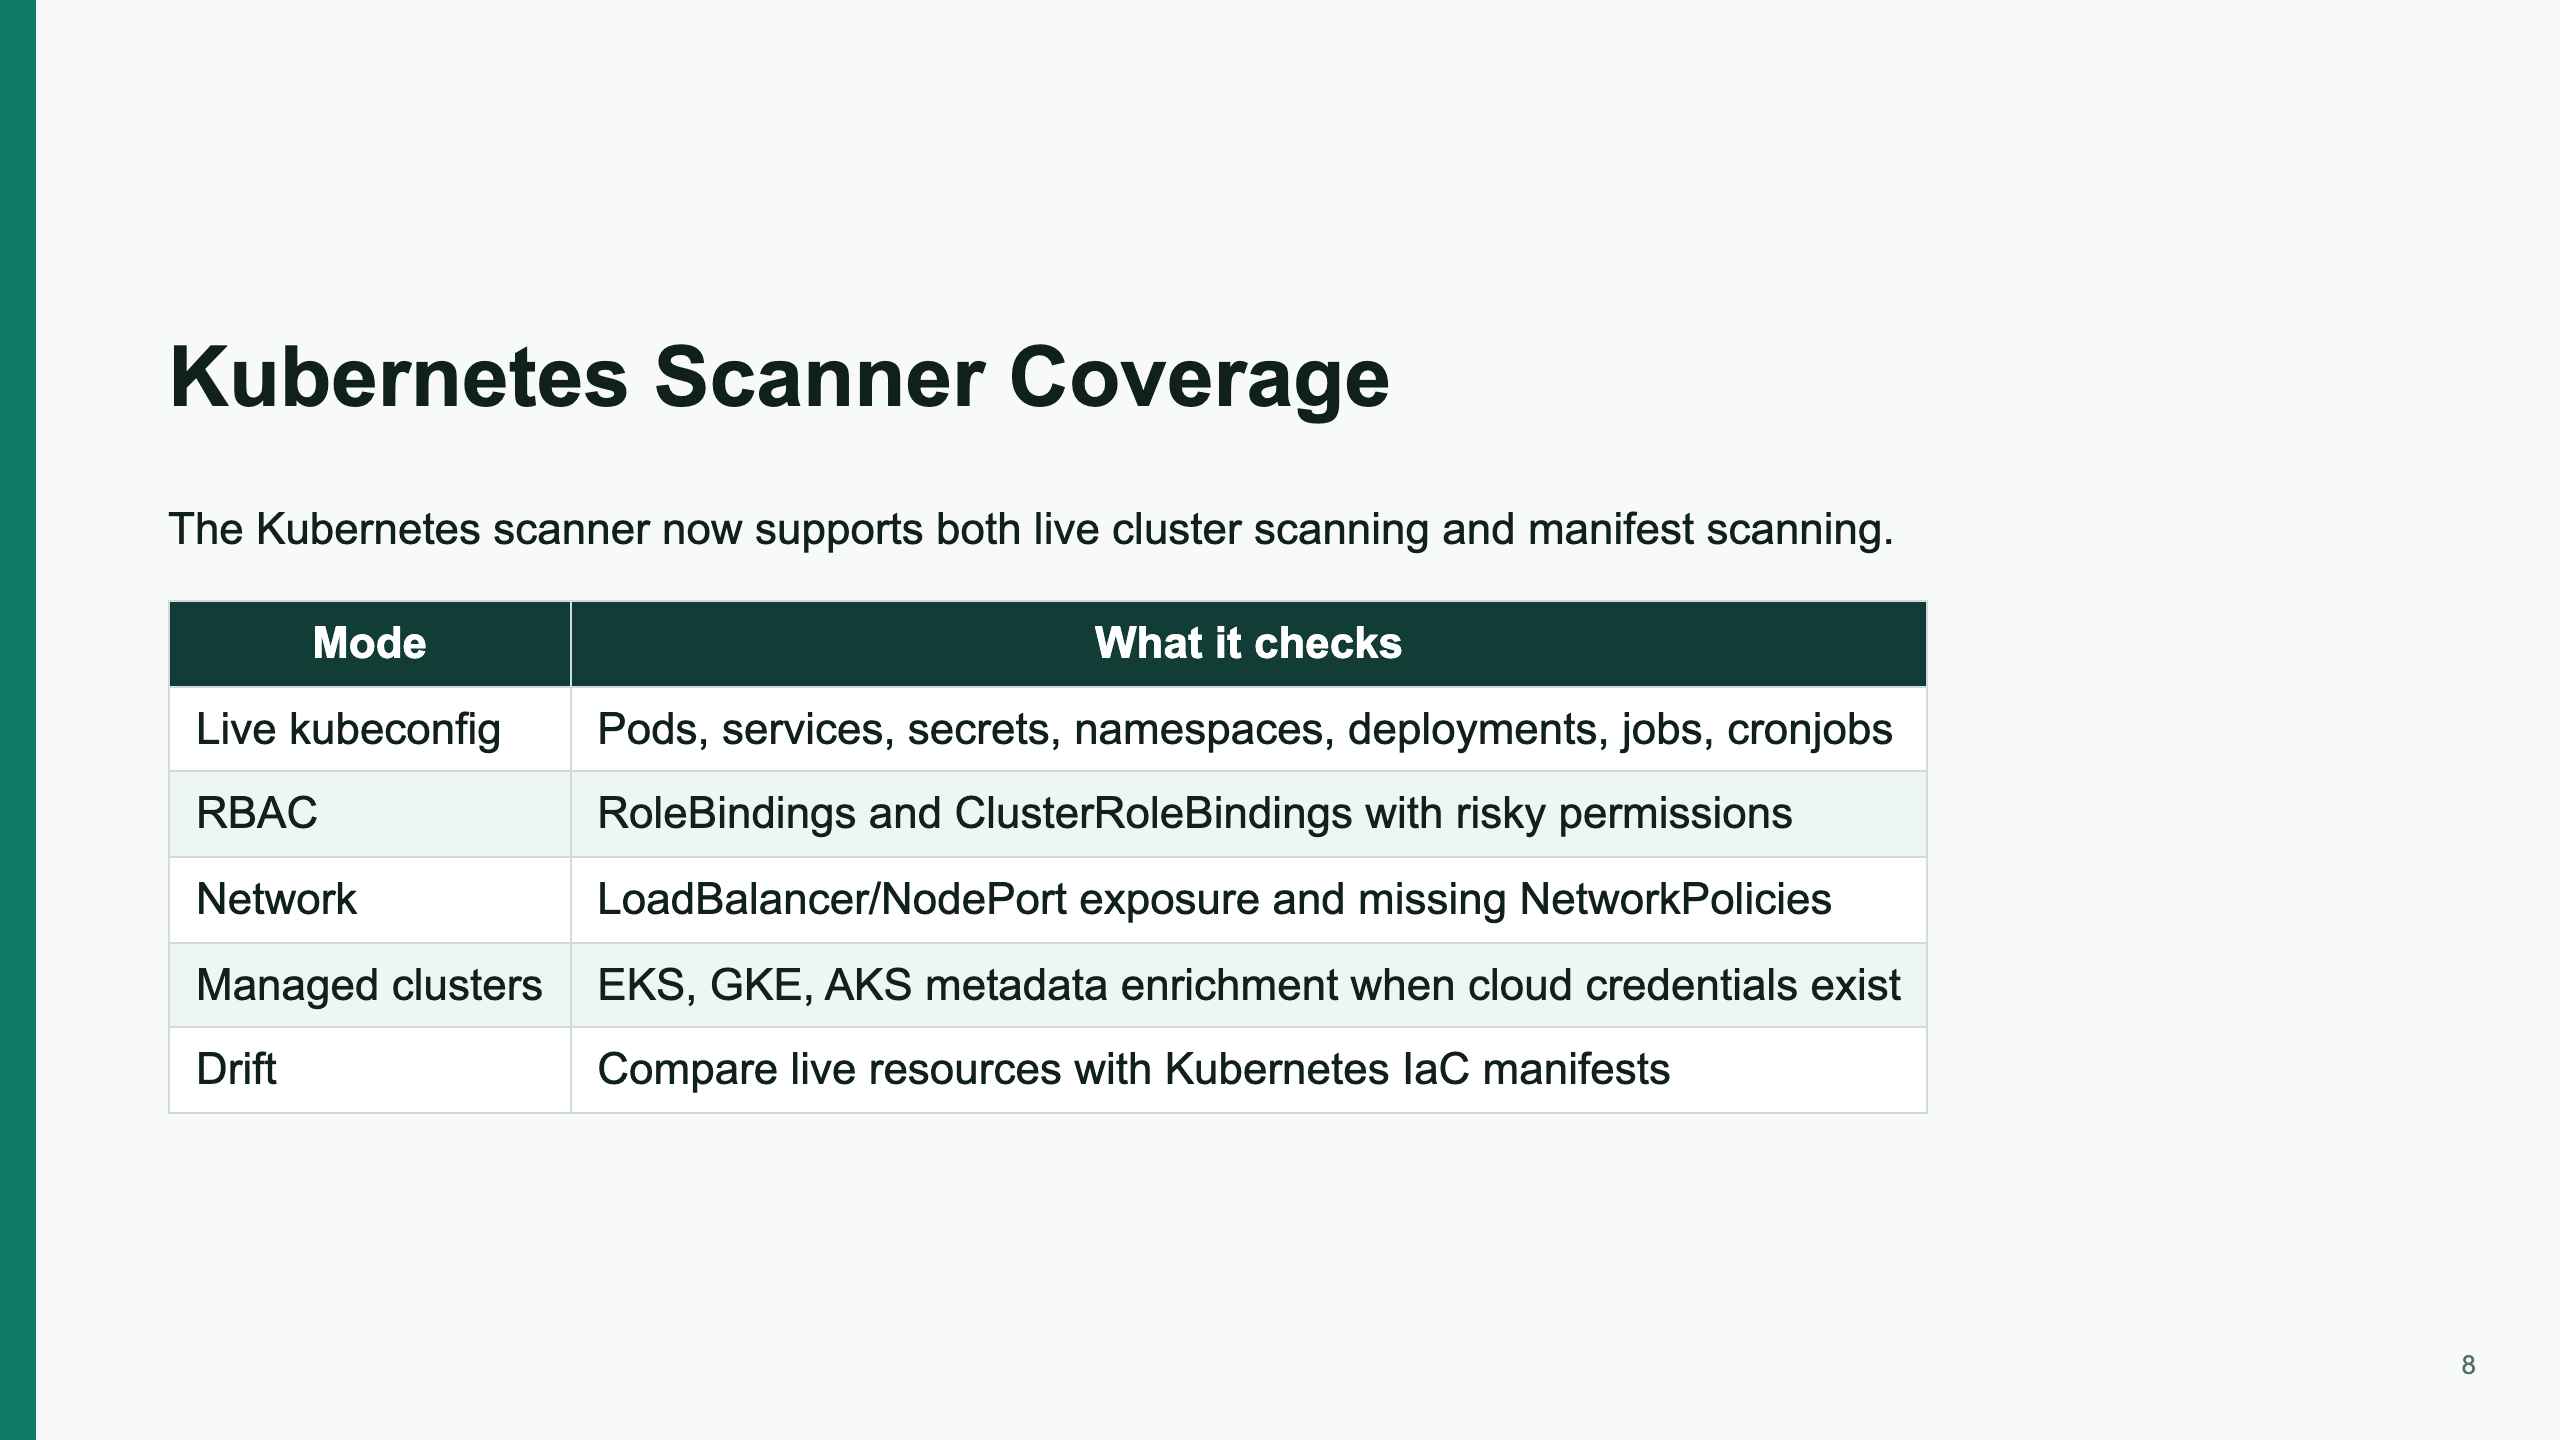 Kubernetes Scanner Coverage
The Kubernetes scanner now supports both live cluster scanning and manifest scanning.
Mode What it checks
Live kubeconfig Pods, services, secrets, namespaces, deployments, jobs, cronjobs
RBAC RoleBindings and ClusterRoleBindings with risky permissions
Network LoadBalancer/NodePort exposure and missing NetworkPolicies
Managed clusters EKS, GKE, AKS metadata enrichment when cloud credentials exist
Drift Compare live resources with Kubernetes IaC manifests
8